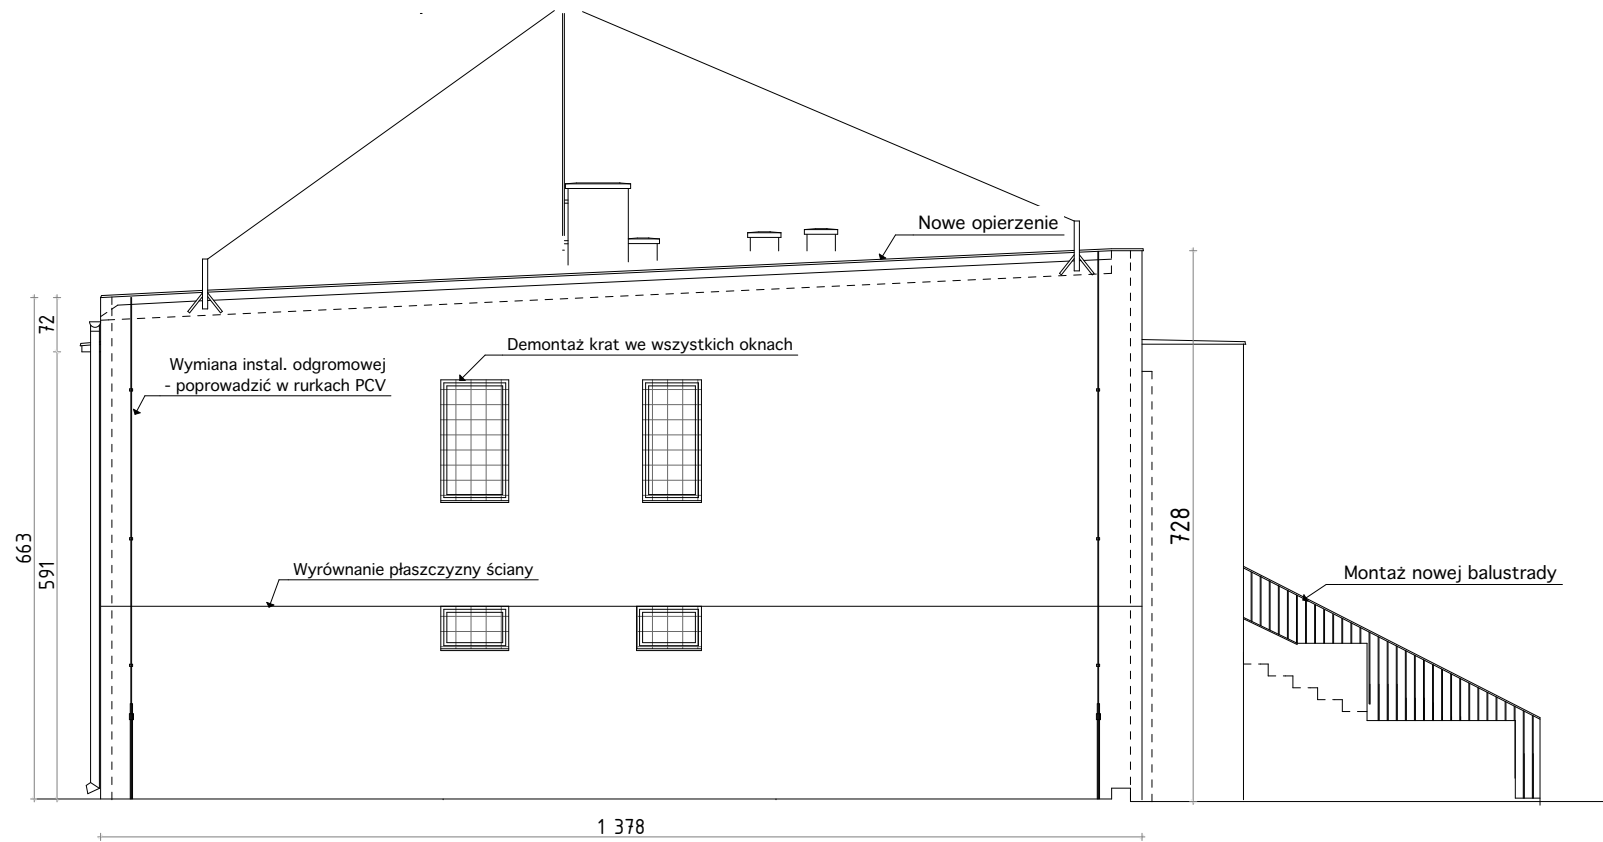 Nowe opierzenie
72
Demontaż krat we wszystkich oknach
Wymiana instal. odgromowej
- poprowadzić w rurkach PCV
728
663
591
Wyrównanie płaszczyzny ściany
Montaż nowej balustrady
1 378